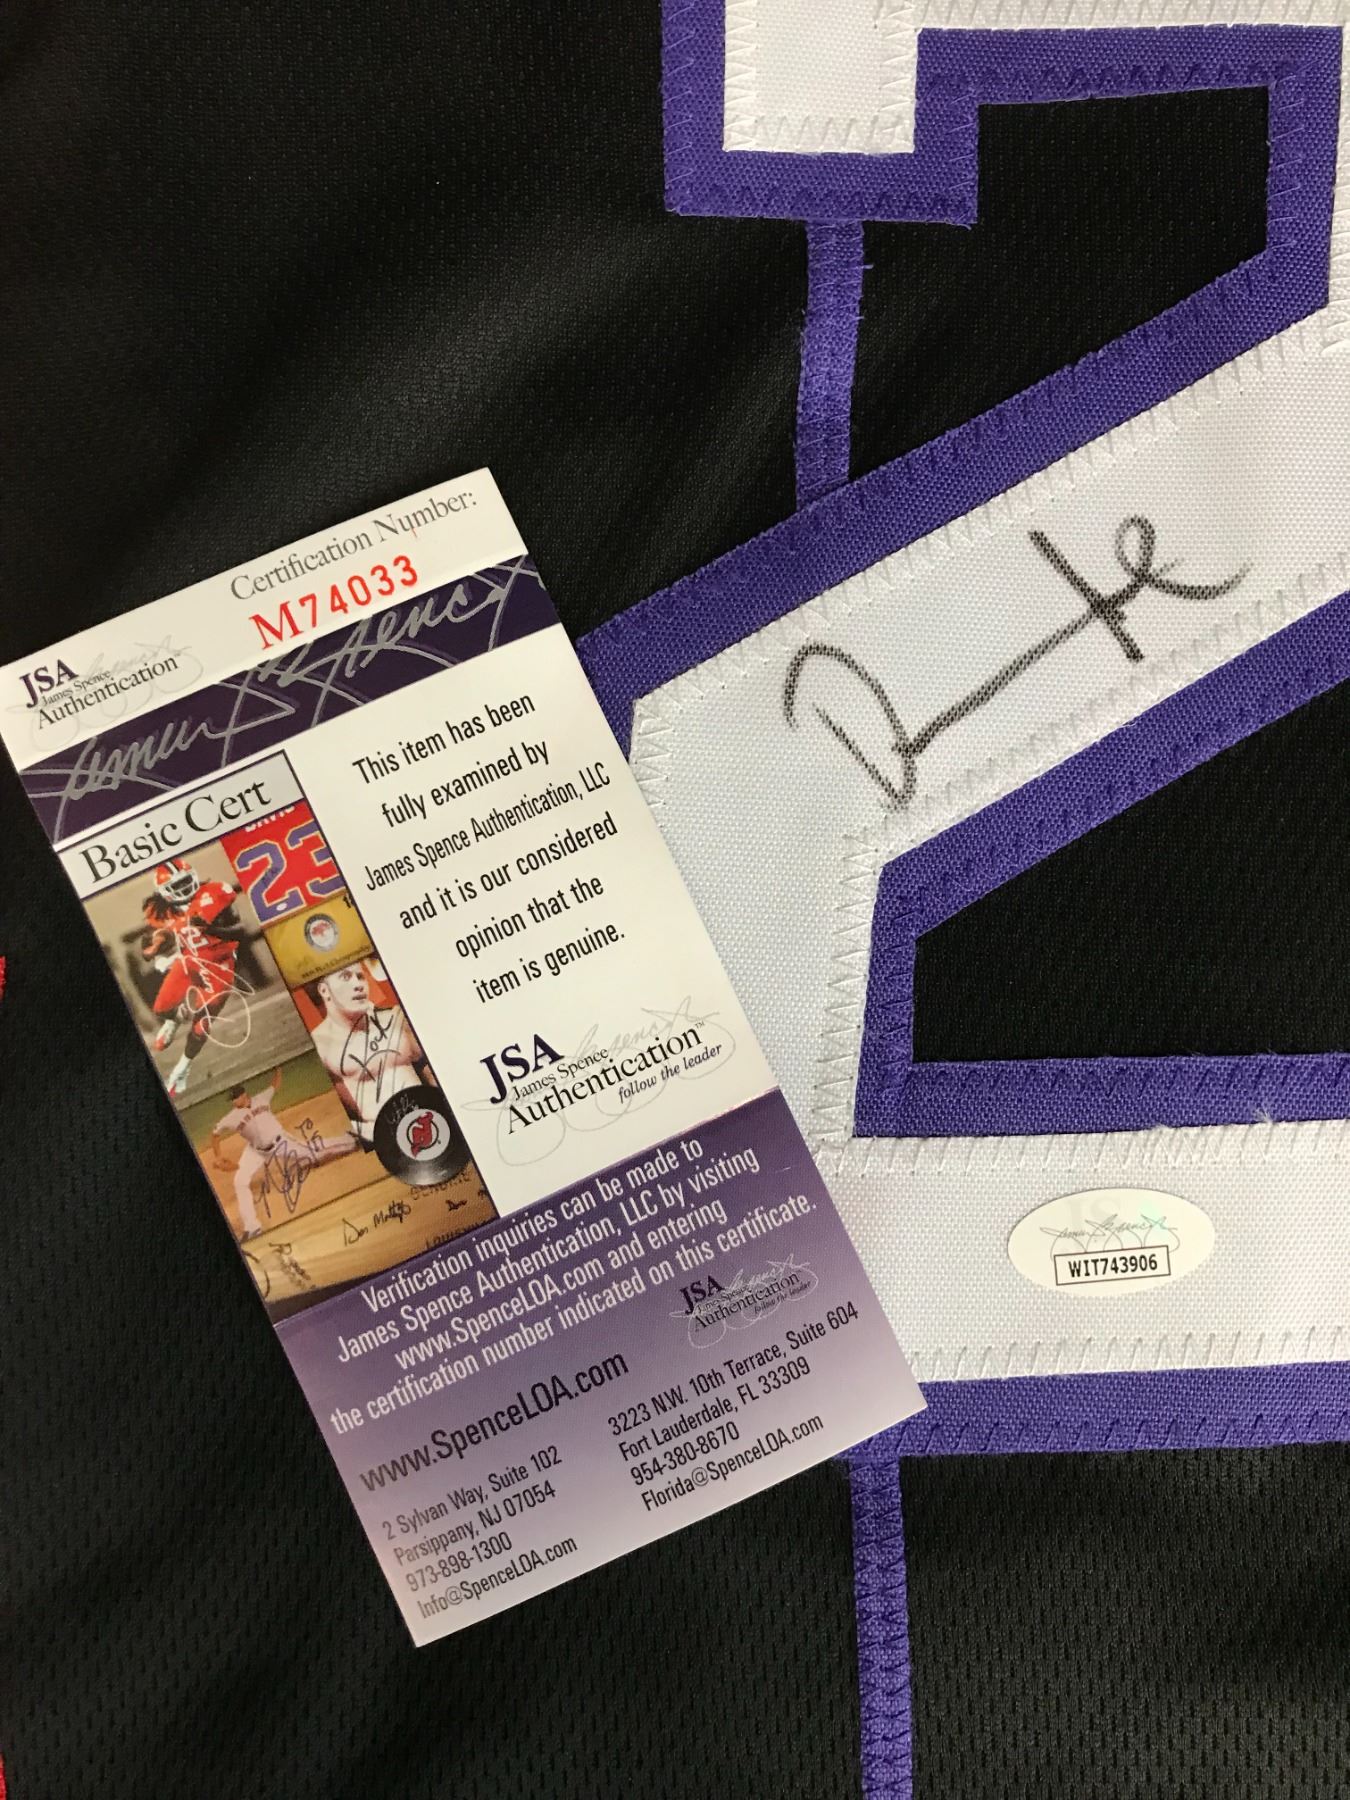 Certification Number:
M74033
JSA
James Spence
Authentication™
Basic Cert
23
This item has been
fully examined by
James Spence Authentication, LLC
and it is our considered
opinion that the
item is genuine.
JSA
James Spence
Authentication™
follow the leader
Verification inquiries can be made to
James Spence Authentication, LLC by visiting
www.SpenceLOA.com and entering
the certification number indicated on this certificate.
JSA
James Spence
Authentication
follow the leader
www.SpenceLOA.com
2 Sylvan Way, Suite 102
Parsippany, NJ 07054
973-898-1300
Info@SpenceLOA.com
3223 N.W. 10th Terrace, Suite 604
Fort Lauderdale, FL 33309
954-380-8670
Florida@SpenceLOA.com
WIT743906